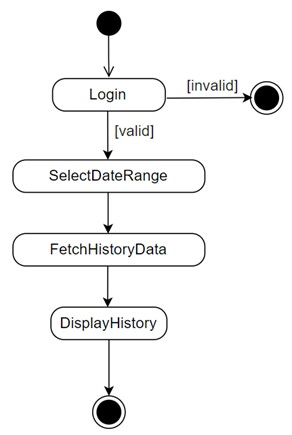 [invalid]
Login
[valid]
SelectDateRange
FetchHistoryData
DisplayHistory